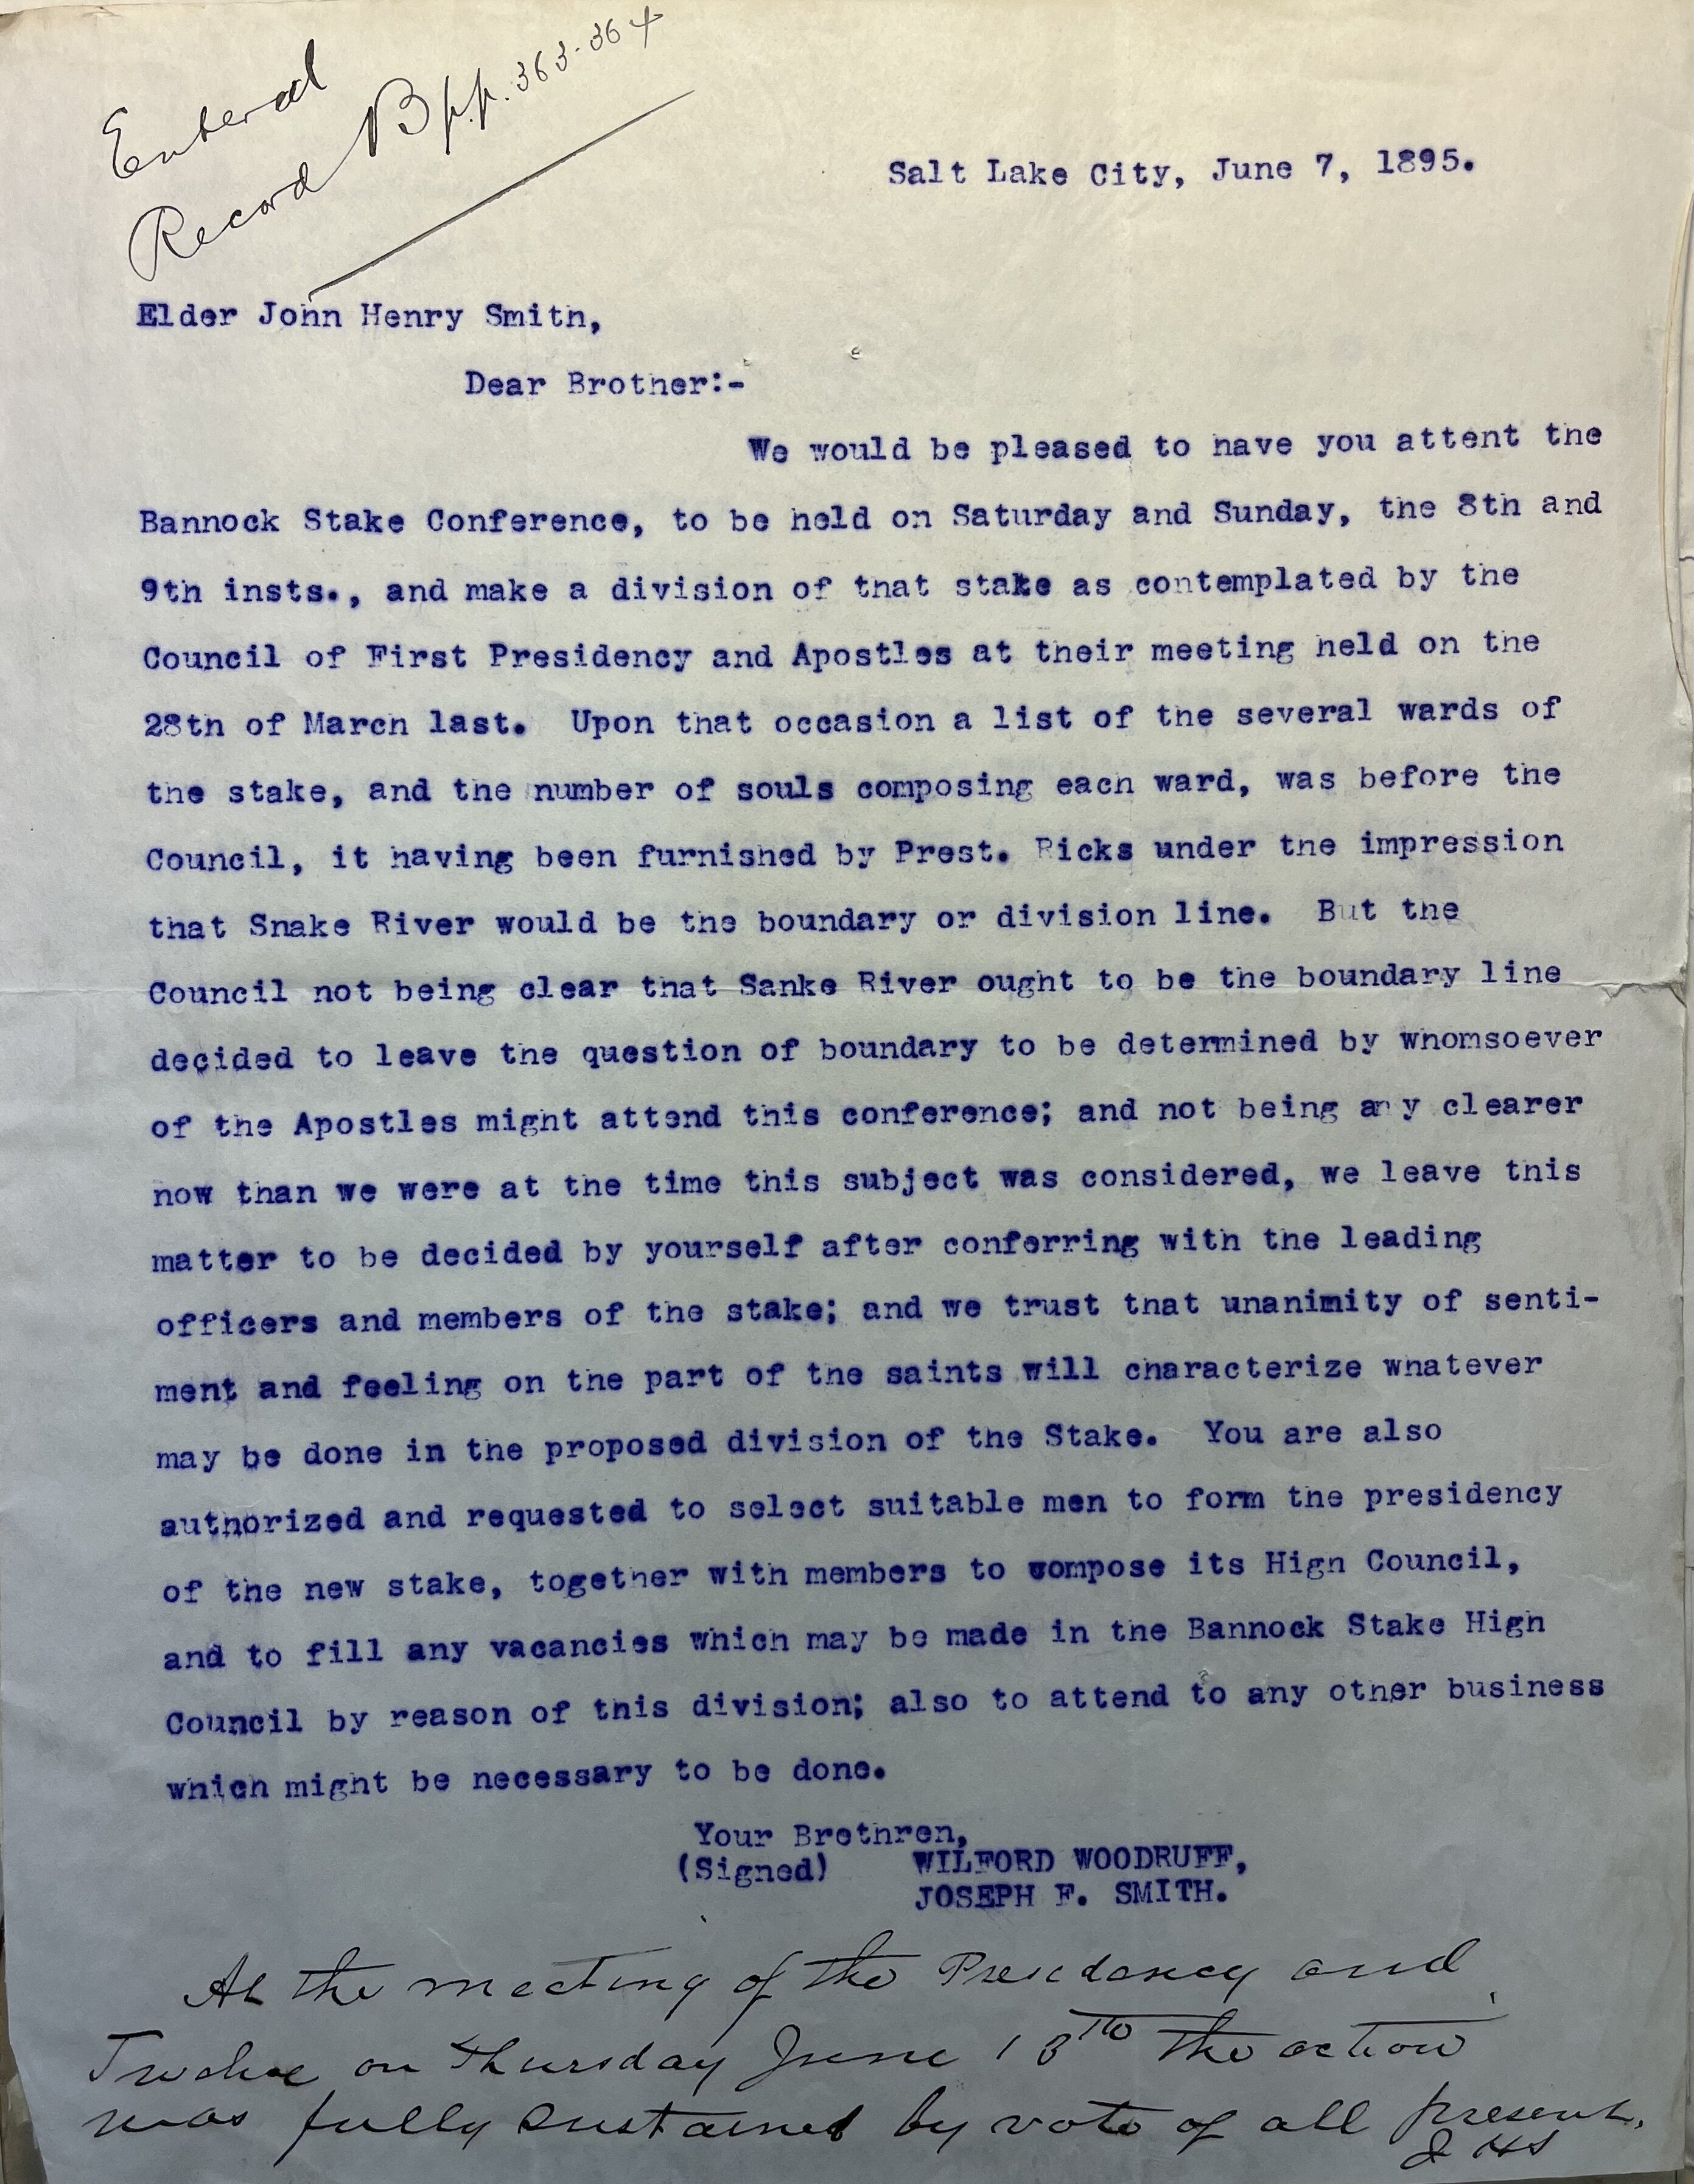 Entered
Record B pp. 363-364
Salt Lake City, June 7, 1895.
Elder John Henry Smith,
Dear Brother:-
We would be pleased to have you attent the
Bannock Stake Conference, to be held on Saturday and Sunday, the 8th and
9th insts., and make a division of that stake as contemplated by the
Council of First Presidency and Apostles at their meeting held on the
28th of March last. Upon that occasion a list of the several wards of
the stake, and the number of souls composing each ward, was before the
Council, it having been furnished by Prest. Ricks under the impression
that Snake River would be the boundary or division line. But the
Council not being clear that Sanke River ought to be the boundary line
decided to leave the question of boundary to be determined by whomsoever
of the Apostles might attend this conference; and not being any clearer
now than we were at the time this subject was considered, we leave this
matter to be decided by yourself after conferring with the leading
officers and members of the stake; and we trust that unanimity of senti-
ment and feeling on the part of the saints will characterize whatever
may be done in the proposed division of the Stake. You are also
authorized and requested to select suitable men to form the presidency
of the new stake, together with members to compose its High Council,
and to fill any vacancies which may be made in the Bannock Stake High
Council by reason of this division; also to attend to any other business
which might be necessary to be done.
Your Brethren,
(Signed) WILFORD WOODRUFF,
JOSEPH F. SMITH.
At the meeting of the Presidency and
Twelve on Thursday June 13th the action
was fully sustained by vote of all present.
J H S